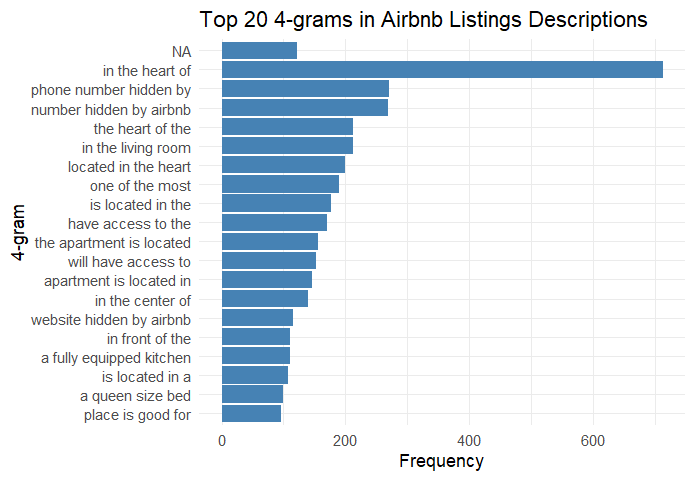 Top 20 4-grams in Airbnb Listings Descriptions
4-gram
NA
in the heart of
phone number hidden by
number hidden by airbnb
the heart of the
in the living room
located in the heart
one of the most
is located in the
have access to the
the apartment is located
will have access to
apartment is located in
in the center of
website hidden by airbnb
in front of the
a fully equipped kitchen
is located in a
a queen size bed
place is good for
0 200 400 600
Frequency